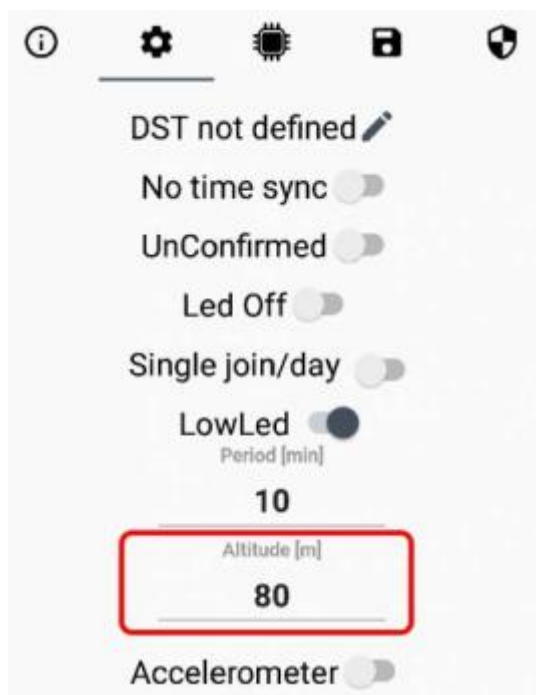 DST not defined
No time sync
UnConfirmed
Led Off
Single join/day
LowLed
Period [min]
10
Altitude [m]
80
Accelerometer